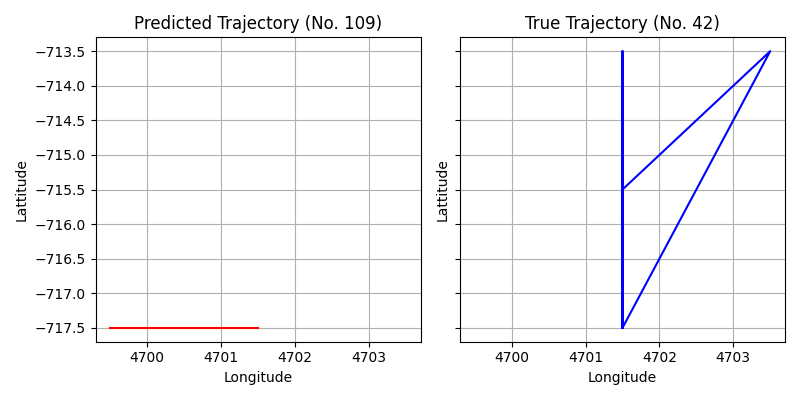 Predicted Trajectory (No. 109)
True Trajectory (No. 42)
Lattitude
−713.5
−714.0
−714.5
−715.0
−715.5
−716.0
−716.5
−717.0
−717.5
4700
4701
4702
4703
Longitude
Lattitude
4700
4701
4702
4703
Longitude